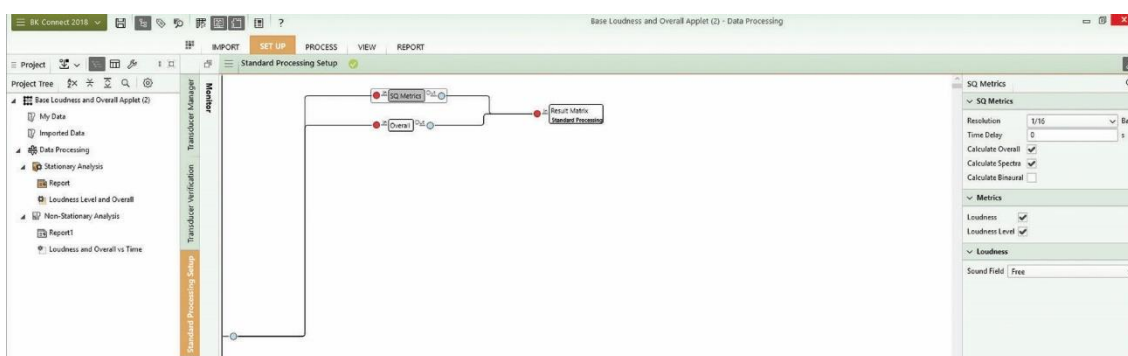 BK Connect 2018
?
Base Loudness and Overall Applet (2) - Data Processing
IMPORT SET UP PROCESS VIEW REPORT
Project
Standard Processing Setup
Project Tree
Base Loudness and Overall Applet (2)
My Data
Imported Data
Data Processing
Stationary Analysis
Report
Loudness Level and Overall
Non-Stationary Analysis
Report1
Loudness and Overall vs Time
Transducer Manager
Transducer Verification
Standard Processing Setup
Monitor
SQ Metrics
Overall
Result Matrix
Standard Processing
SQ Metrics
SQ Metrics
Resolution 1/16 Ba
Time Delay 0 s
Calculate Overall
Calculate Spectra
Calculate Binaural
Metrics
Loudness
Loudness Level
Loudness
Sound Field Free